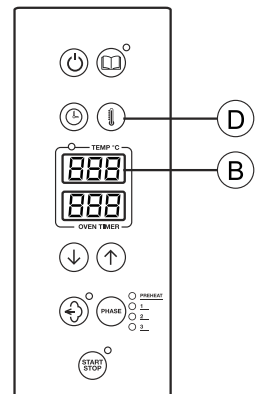 D
TEMP °C
888
B
888
OVEN TIMER
PREHEAT
PHASE
1
2
3
START
STOP